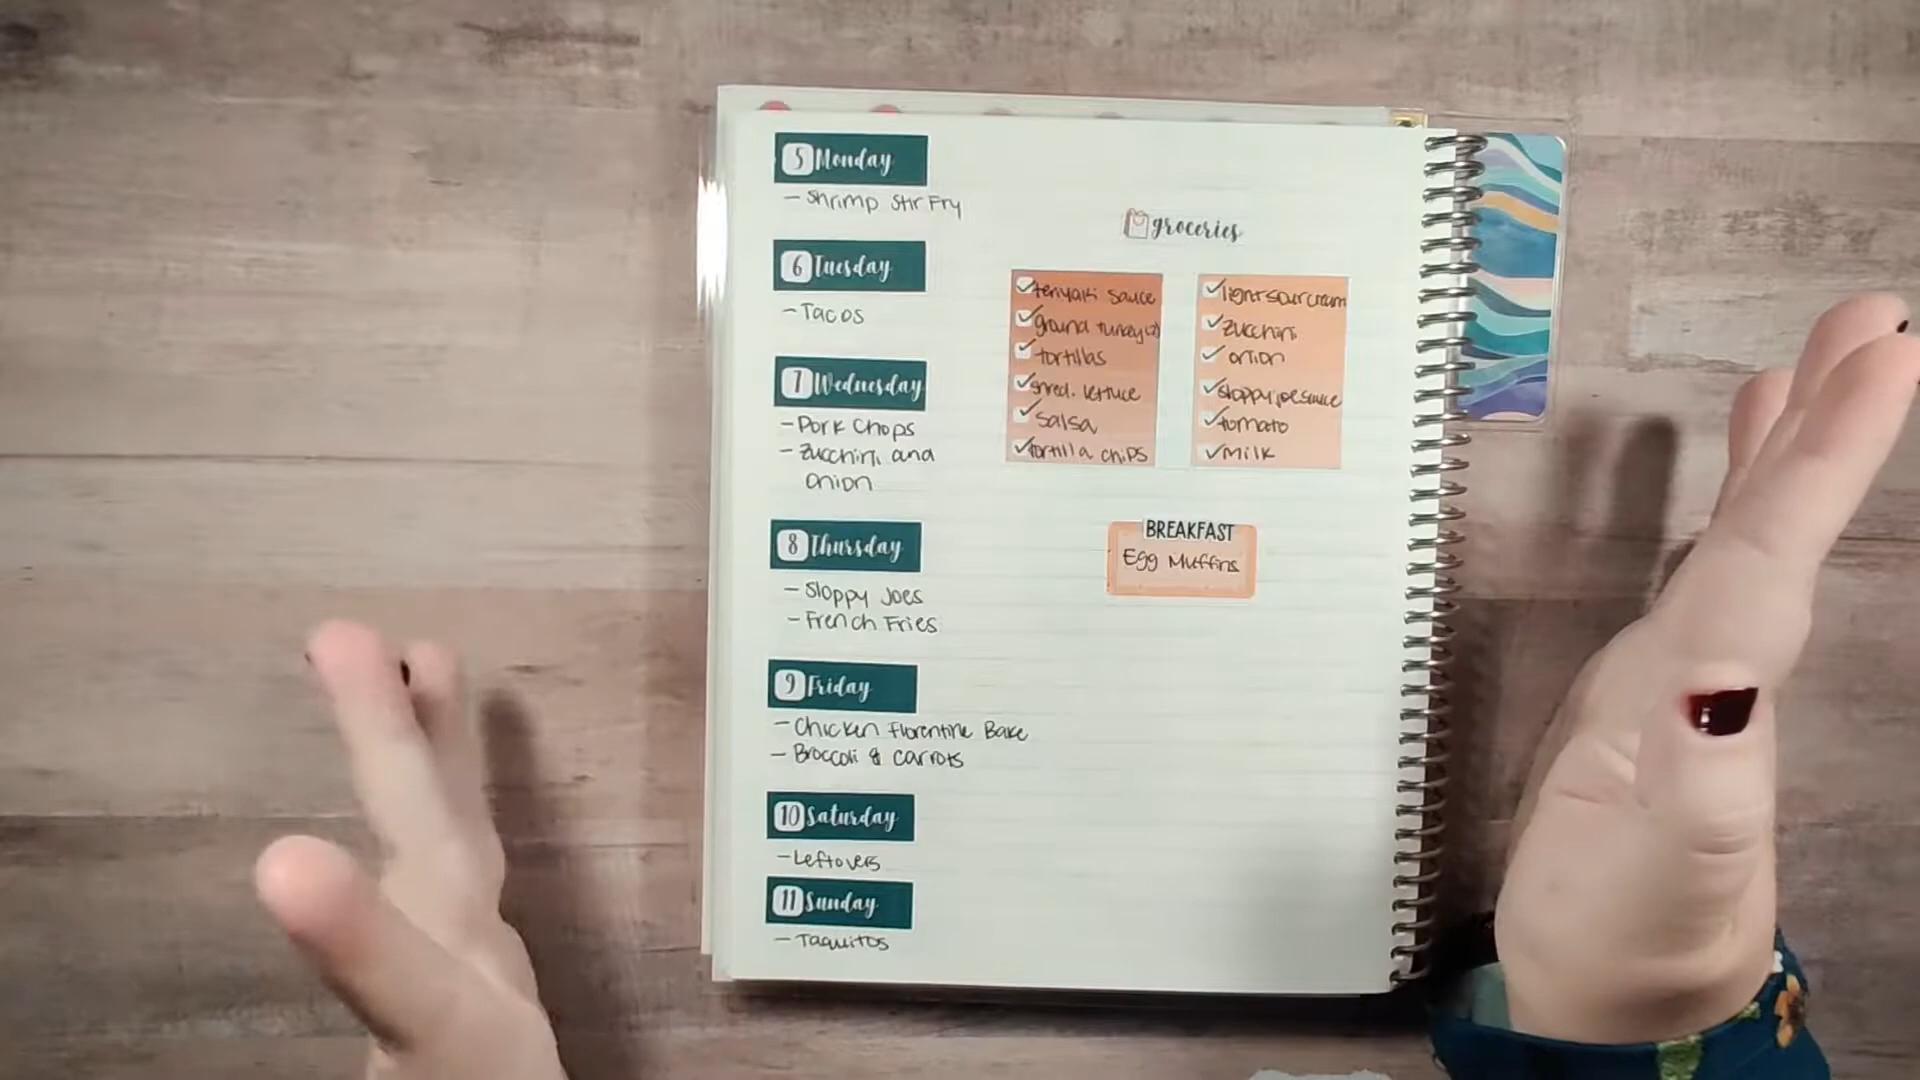 5 Monday
- Shrimp Stir Fry
6 Tuesday
- Tacos
7 Wednesday
- Pork Chops
- Zucchini and
onion
8 Thursday
- Sloppy Joes
- French Fries
9 Friday
- Chicken Florentine Bake
- Broccoli & carrots
10 Saturday
- Leftovers
11 Sunday
- Taquitos
groceries
teriyaki sauce
ground turkey (2)
tortillas
shred. lettuce
salsa
tortilla chips
light sour cream
zucchini
onion
sloppy joe sauce
tomato
milk
BREAKFAST
Egg Muffins